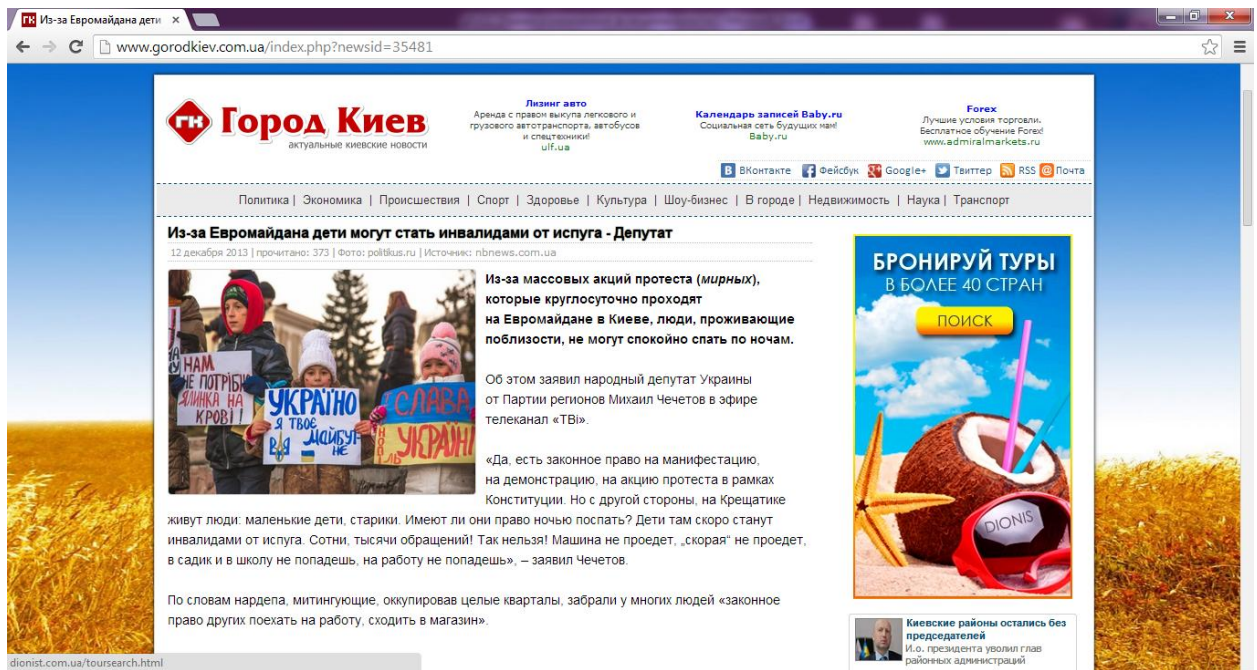 Из-за Евромайдана дети
www.gorodkiev.com.ua/index.php?newsid=35481
ГК Город Киев
актуальные киевские новости
Лизинг авто
Аренда с правом выкупа легкового и
грузового автотранспорта, автобусов
и спецтехники!
ulf.ua
Календарь записей Baby.ru
Социальная сеть будущих мам!
Baby.ru
Forex
Лучшие условия торговли.
Бесплатное обучение Forex!
www.admiralmarkets.ru
ВКонтакте Фейсбук Google+ Твиттер RSS Почта
Политика | Экономика | Происшествия | Спорт | Здоровье | Культура | Шоу-бизнес | В городе | Недвижимость | Наука | Транспорт
Из-за Евромайдана дети могут стать инвалидами от испуга - Депутат
12 декабря 2013 | прочитано: 373 | Фото: politikus.ru | Источник: nbnews.com.ua
НАМ
НЕ ПОТРІБНА
ЯЛИНКА НА
КРОВІ!
УКРАЇНО
Я ТВОЄ
МАЙБУТ-
НЄ
СЛАВА
УКРАЇНІ
Из-за массовых акций протеста (мирных),
которые круглосуточно проходят
на Евромайдане в Киеве, люди, проживающие
поблизости, не могут спокойно спать по ночам.
Об этом заявил народный депутат Украины
от Партии регионов Михаил Чечетов в эфире
телеканал «ТВі».
«Да, есть законное право на манифестацию,
на демонстрацию, на акцию протеста в рамках
Конституции. Но с другой стороны, на Крещатике
живут люди: маленькие дети, старики. Имеют ли они право ночью поспать? Дети там скоро станут
инвалидами от испуга. Сотни, тысячи обращений! Так нельзя! Машина не проедет, „скорая“ не проедет,
в садик и в школу не попадешь, на работу не попадешь», – заявил Чечетов.
По словам нардепа, митингующие, оккупировав целые кварталы, забрали у многих людей «законное
право других поехать на работу, сходить в магазин».
БРОНИРУЙ ТУРЫ
В БОЛЕЕ 40 СТРАН
ПОИСК
DIONIS
Киевские районы остались без
председателей
И.о. президента уволил глав
районных администраций
dionist.com.ua/toursearch.html